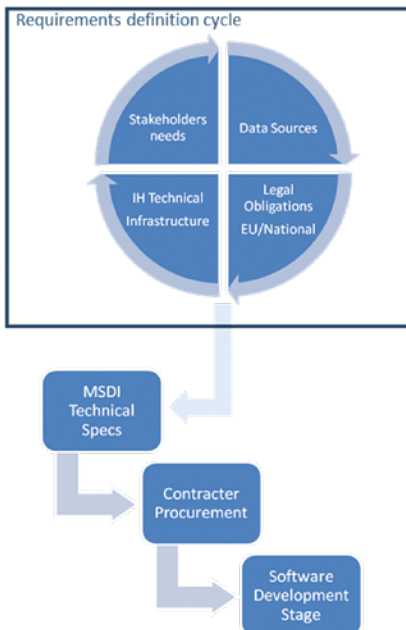 Requirements definition cycle
Stakeholders
needs
Data Sources
IH Technical
Infrastructure
Legal
Obligations
EU/National
MSDI
Technical
Specs
Contracter
Procurement
Software
Development
Stage